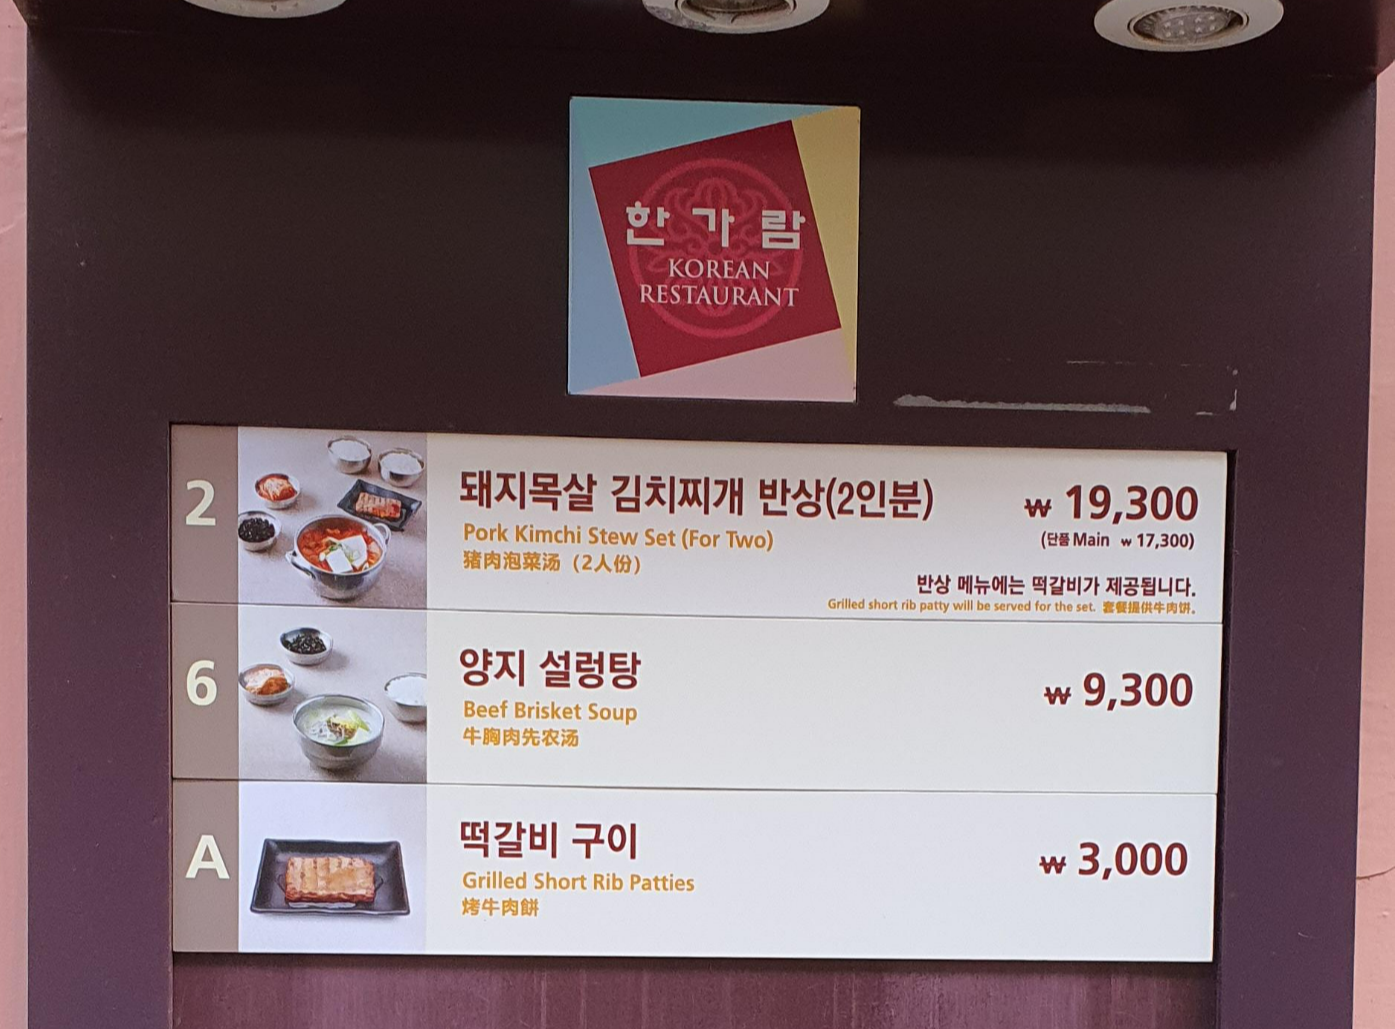 한가람
KOREAN
RESTAURANT
2
돼지목살 김치찌개 반상(2인분)
₩ 19,300
Pork Kimchi Stew Set (For Two)
(단품 Main ₩ 17,300)
猪肉泡菜汤（2人份）
반상 메뉴에는 떡갈비가 제공됩니다.
Grilled short rib patty will be served for the set. 套餐提供牛肉饼。
6
양지 설렁탕
₩ 9,300
Beef Brisket Soup
牛胸肉先农汤
A
떡갈비 구이
₩ 3,000
Grilled Short Rib Patties
烤牛肉餅